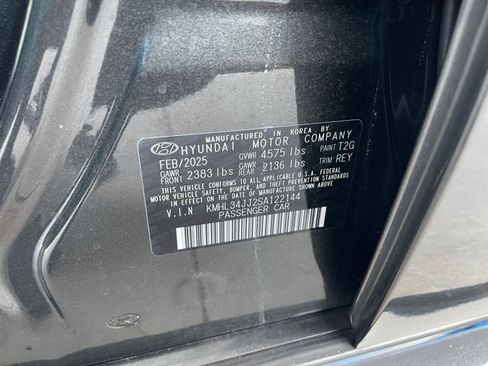 MANUFACTURED IN KOREA BY
HYUNDAI MOTOR COMPANY
FEB/2025 GVWR 4575 lbs PAINT T2G
GAWR FRONT 2383 lbs GAWR REAR 2136 lbs TRIM REY
THIS VEHICLE CONFORMS TO ALL APPLICABLE U.S.A. FEDERAL
MOTOR VEHICLE SAFETY, BUMPER, AND THEFT PREVENTION STANDARDS
IN EFFECT ON THE DATE OF MANUFACTURE SHOWN ABOVE.
V.I.N KMHL34JJ2SA122144
PASSENGER CAR